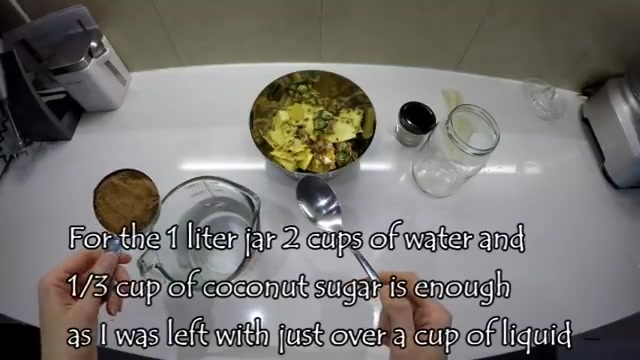 For the 1 liter jar 2 cups of water and
1/3 cup of coconut sugar is enough
as I was left with just over a cup of liquid